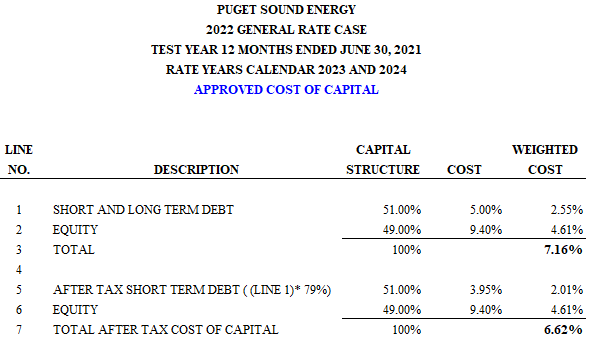 PUGET SOUND ENERGY
2022 GENERAL RATE CASE
TEST YEAR 12 MONTHS ENDED JUNE 30, 2021
RATE YEARS CALENDAR 2023 AND 2024
APPROVED COST OF CAPITAL
LINE CAPITAL WEIGHTED
NO. DESCRIPTION STRUCTURE COST COST
1 SHORT AND LONG TERM DEBT 51.00% 5.00% 2.55%
2 EQUITY 49.00% 9.40% 4.61%
3 TOTAL 100% 7.16%
4
5 AFTER TAX SHORT TERM DEBT ( (LINE 1)* 79%) 51.00% 3.95% 2.01%
6 EQUITY 49.00% 9.40% 4.61%
7 TOTAL AFTER TAX COST OF CAPITAL 100% 6.62%